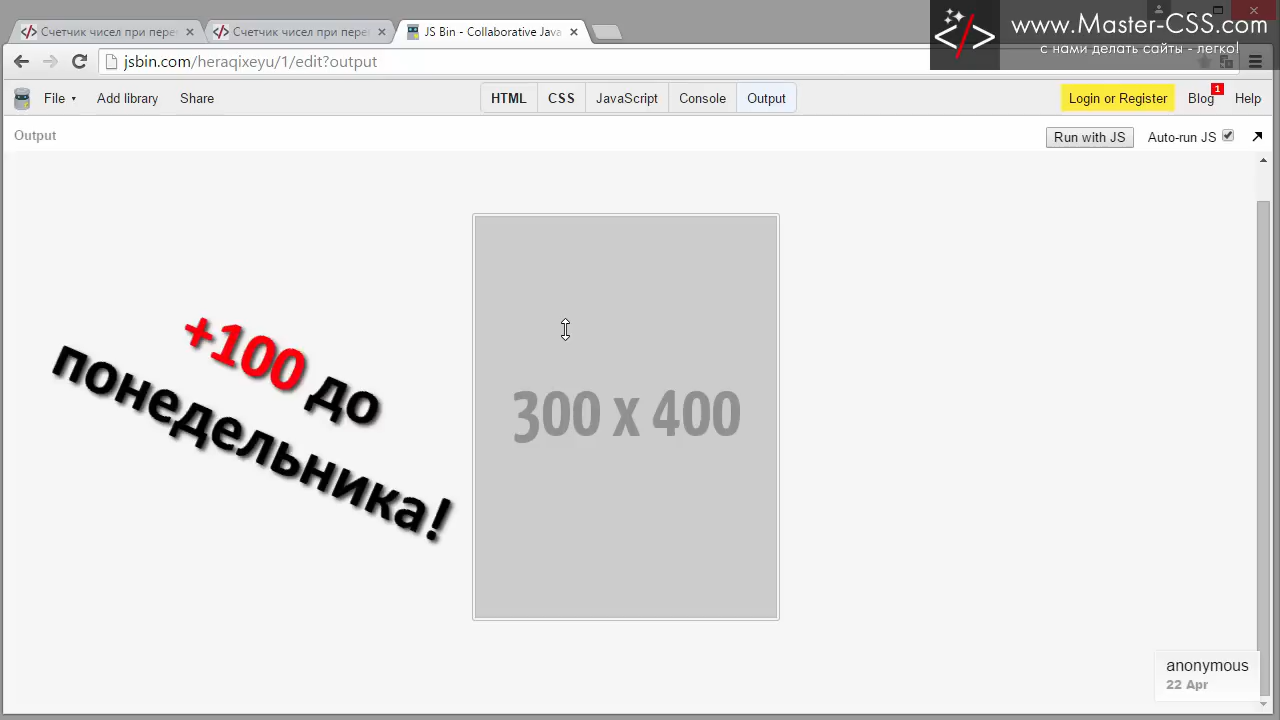 Счетчик чисел при перет
Счетчик чисел при перет
JS Bin - Collaborative Java
www.Master-CSS.com
с нами делать сайты - легко!
jsbin.com/heraqixeyu/1/edit?output
File
Add library
Share
HTML
CSS
JavaScript
Console
Output
Login or Register
Blog
1
Help
Output
Run with JS
Auto-run JS
+100 до
понедельника!
300 x 400
anonymous
22 Apr